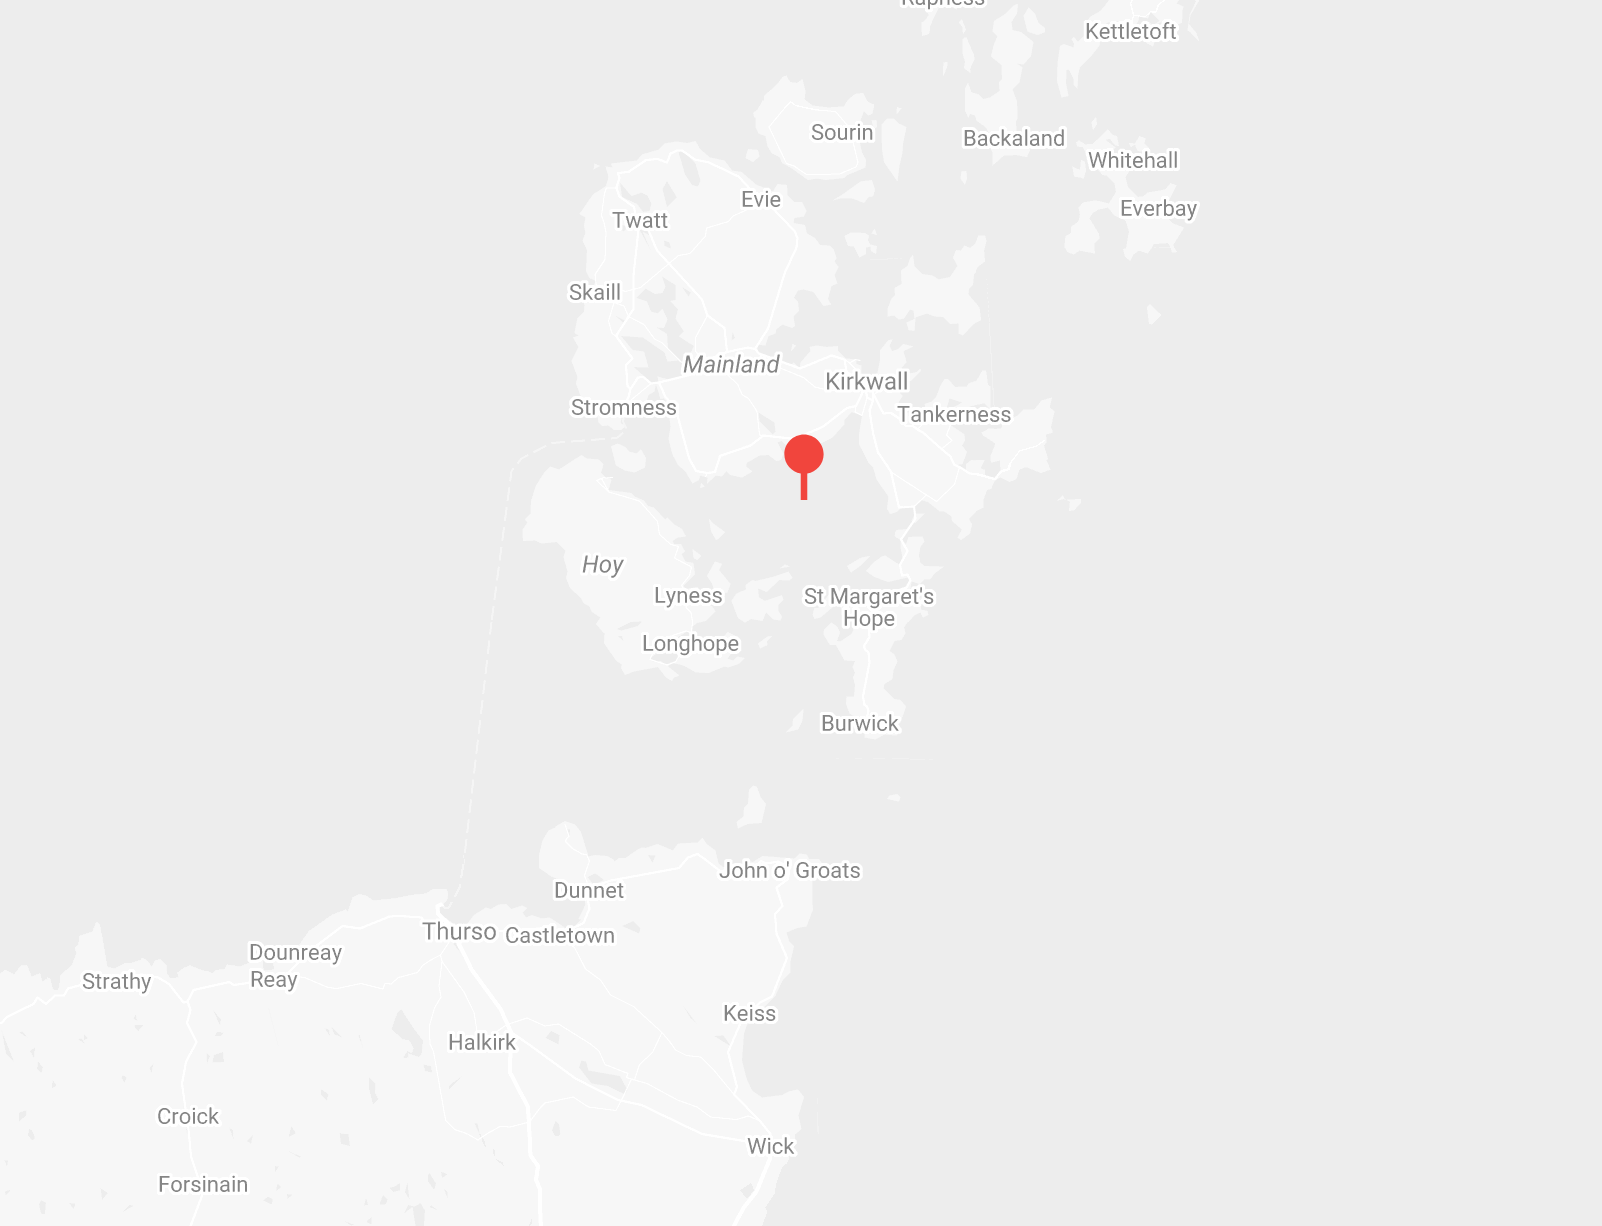 Rapness
Kettletoft
Sourin
Backaland
Whitehall
Evie
Everbay
Twatt
Skaill
Mainland
Kirkwall
Stromness
Tankerness
Hoy
Lyness
St Margaret's
Hope
Longhope
Burwick
John o' Groats
Dunnet
Thurso
Castletown
Dounreay
Reay
Strathy
Keiss
Halkirk
Croick
Wick
Forsinain